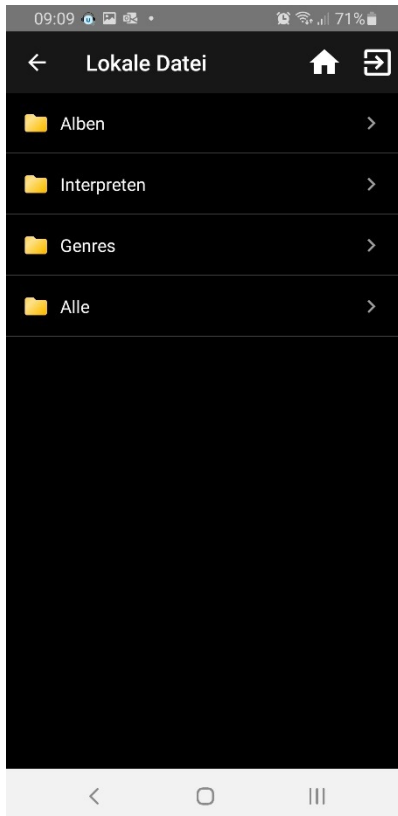 09:09 71%
Lokale Datei
Alben
Interpreten
Genres
Alle